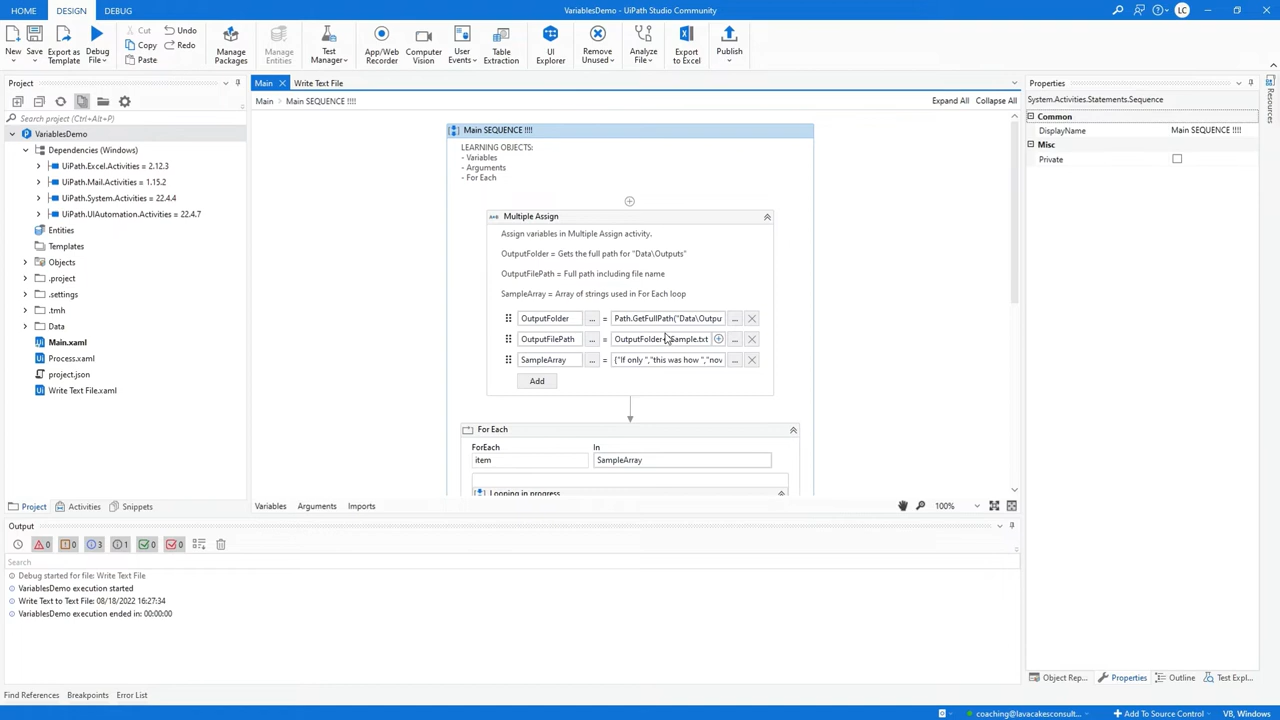 HOME DESIGN DEBUG
VariablesDemo - UiPath Studio Community
LC
New Save Export as Template Debug File
Cut Copy Paste
Undo Redo
Manage Packages
Manage Entities
Test Manager
App/Web Recorder
Computer Vision
User Events
Table Extraction
UI Explorer
Remove Unused
Analyze File
Export to Excel
Publish
Project
Search project (Ctrl+Alt+P)
VariablesDemo
Dependencies (Windows)
UiPath.Excel.Activities = 2.12.3
UiPath.Mail.Activities = 1.15.2
UiPath.System.Activities = 22.4.4
UiPath.UIAutomation.Activities = 22.4.7
Entities
Templates
Objects
.project
.settings
.tmh
Data
Main.xaml
Process.xaml
project.json
Write Text File.xaml
Project Activities Snippets
Main Write Text File
Main > Main SEQUENCE !!!!
Expand All Collapse All
Main SEQUENCE !!!!
LEARNING OBJECTS:
- Variables
- Arguments
- For Each
Multiple Assign
Assign variables in Multiple Assign activity.
OutputFolder = Gets the full path for "Data\Outputs"
OutputFilePath = Full path including file name
SampleArray = Array of strings used in For Each loop
OutputFolder ... = Path.GetFullPath("Data\Outpu ...
OutputFilePath ... = OutputFolder+ Sample.txt ...
SampleArray ... = {"If only ","this was how ","nov ...
Add
For Each
ForEach In
item SampleArray
Looping in progress
Variables Arguments Imports
100%
Properties
System.Activities.Statements.Sequence
Common
DisplayName Main SEQUENCE !!!!
Misc
Private
Resources
Object Rep... Properties Outline Test Expl...
Output
0 0 3 1 0 0
Search
Debug started for file: Write Text File
VariablesDemo execution started
Write Text to Text File: 08/18/2022 16:27:34
VariablesDemo execution ended in: 00:00:00
Find References Breakpoints Error List
coaching@lavacakesconsult... Add To Source Control VB, Windows